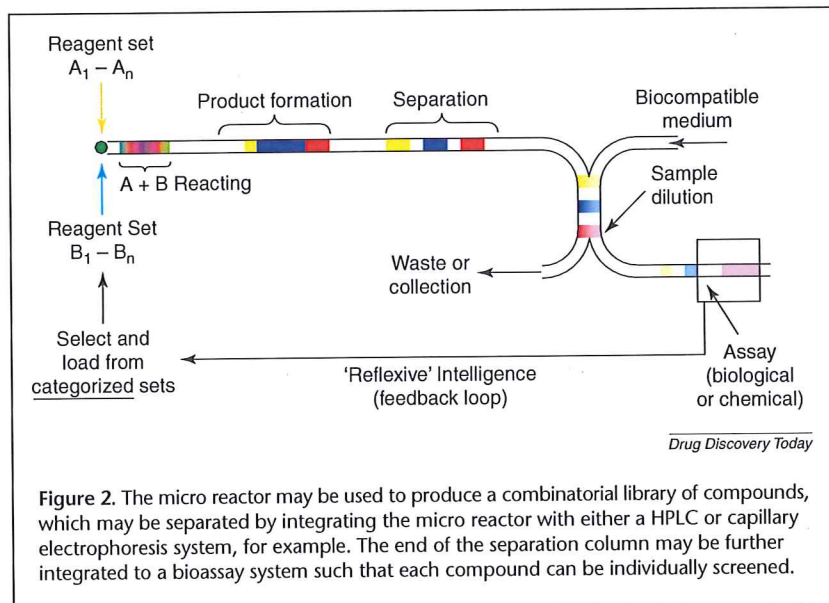 Reagent set
A₁ – Aₙ
Product formation
Separation
Biocompatible
medium
A + B Reacting
Sample
dilution
Reagent Set
B₁ – Bₙ
Waste or
collection
Select and
load from
categorized sets
'Reflexive' Intelligence
(feedback loop)
Assay
(biological
or chemical)
Drug Discovery Today
Figure 2. The micro reactor may be used to produce a combinatorial library of compounds,
which may be separated by integrating the micro reactor with either a HPLC or capillary
electrophoresis system, for example. The end of the separation column may be further
integrated to a bioassay system such that each compound can be individually screened.